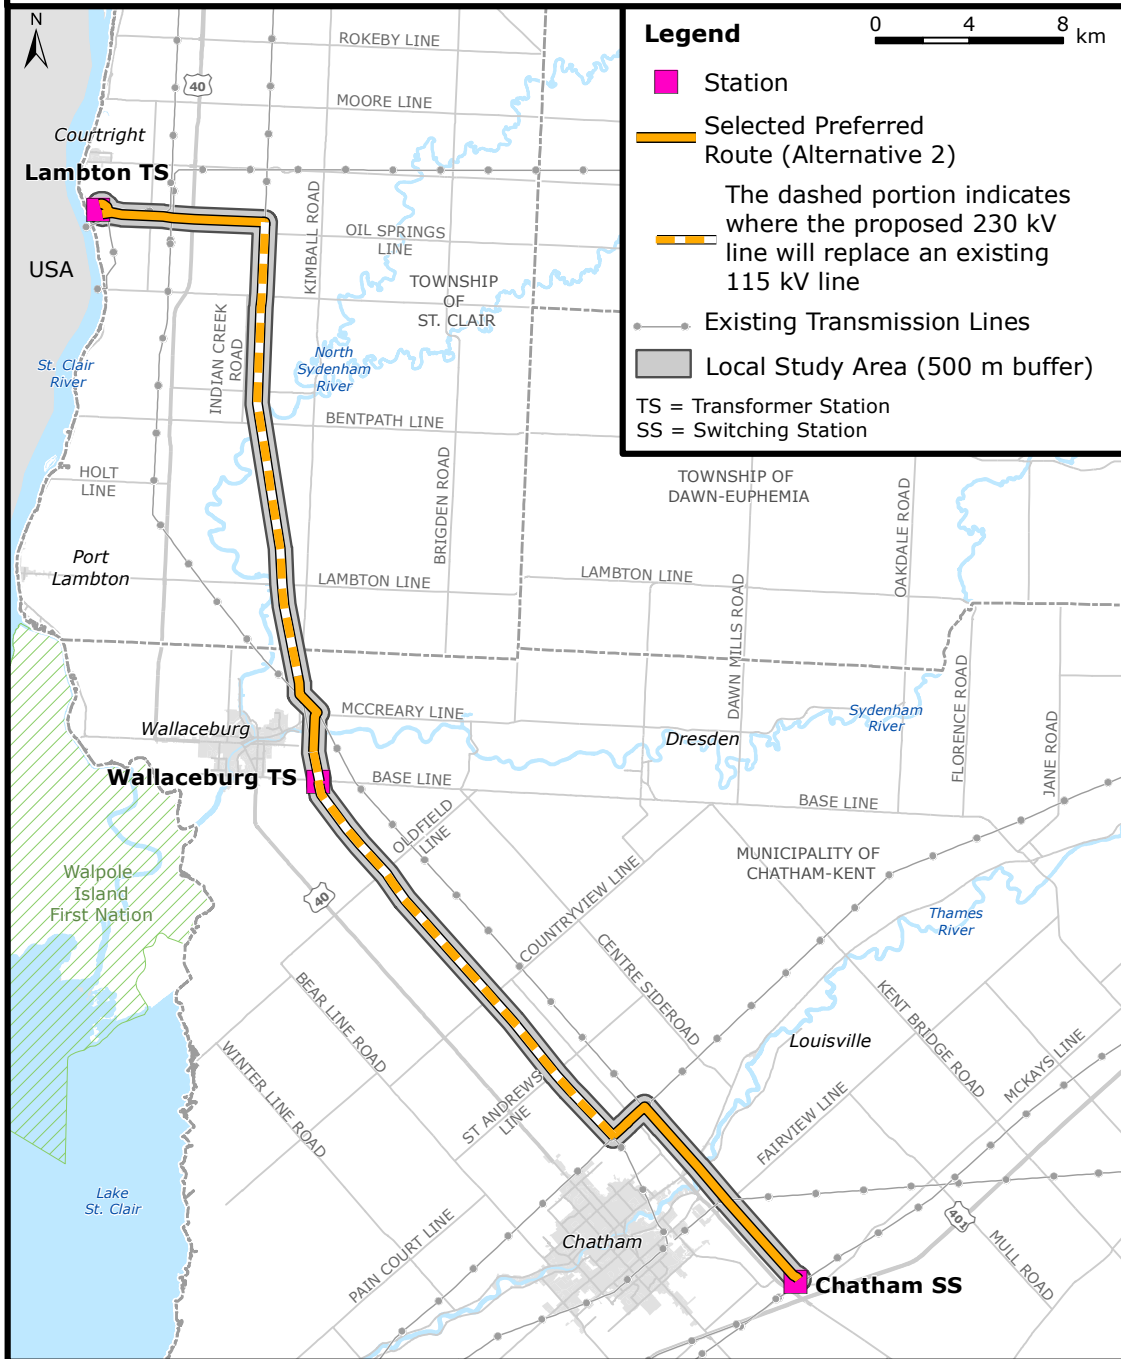 N
Legend
0 4 8 km
Station
Selected Preferred
Route (Alternative 2)
The dashed portion indicates
where the proposed 230 kV
line will replace an existing
115 kV line
Existing Transmission Lines
Local Study Area (500 m buffer)
TS = Transformer Station
SS = Switching Station
ROKEBY LINE
40
MOORE LINE
Courtright
Lambton TS
KIMBALL ROAD
OIL SPRINGS
LINE
USA
TOWNSHIP
OF
ST. CLAIR
INDIAN CREEK
ROAD
North
Sydenham
River
St. Clair
River
BENTPATH LINE
HOLT
LINE
BRIGDEN ROAD
TOWNSHIP OF
DAWN-EUPHEMIA
OAKDALE ROAD
Port
Lambton
LAMBTON LINE
LAMBTON LINE
DAWN MILLS ROAD
FLORENCE ROAD
JANE ROAD
MCCREARY LINE
Sydenham
River
Wallaceburg
Dresden
Wallaceburg TS
BASE LINE
BASE LINE
OLDFIELD
LINE
MUNICIPALITY OF
CHATHAM-KENT
Walpole
Island
First Nation
40
COUNTRYVIEW LINE
Thames
River
CENTRE SIDEROAD
BEAR LINE ROAD
KENT BRIDGE ROAD
Louisville
MCKAYS LINE
WINTER LINE ROAD
ST ANDREWS
LINE
FAIRVIEW LINE
Lake
St. Clair
PAIN COURT LINE
Chatham
401
MULL ROAD
Chatham SS